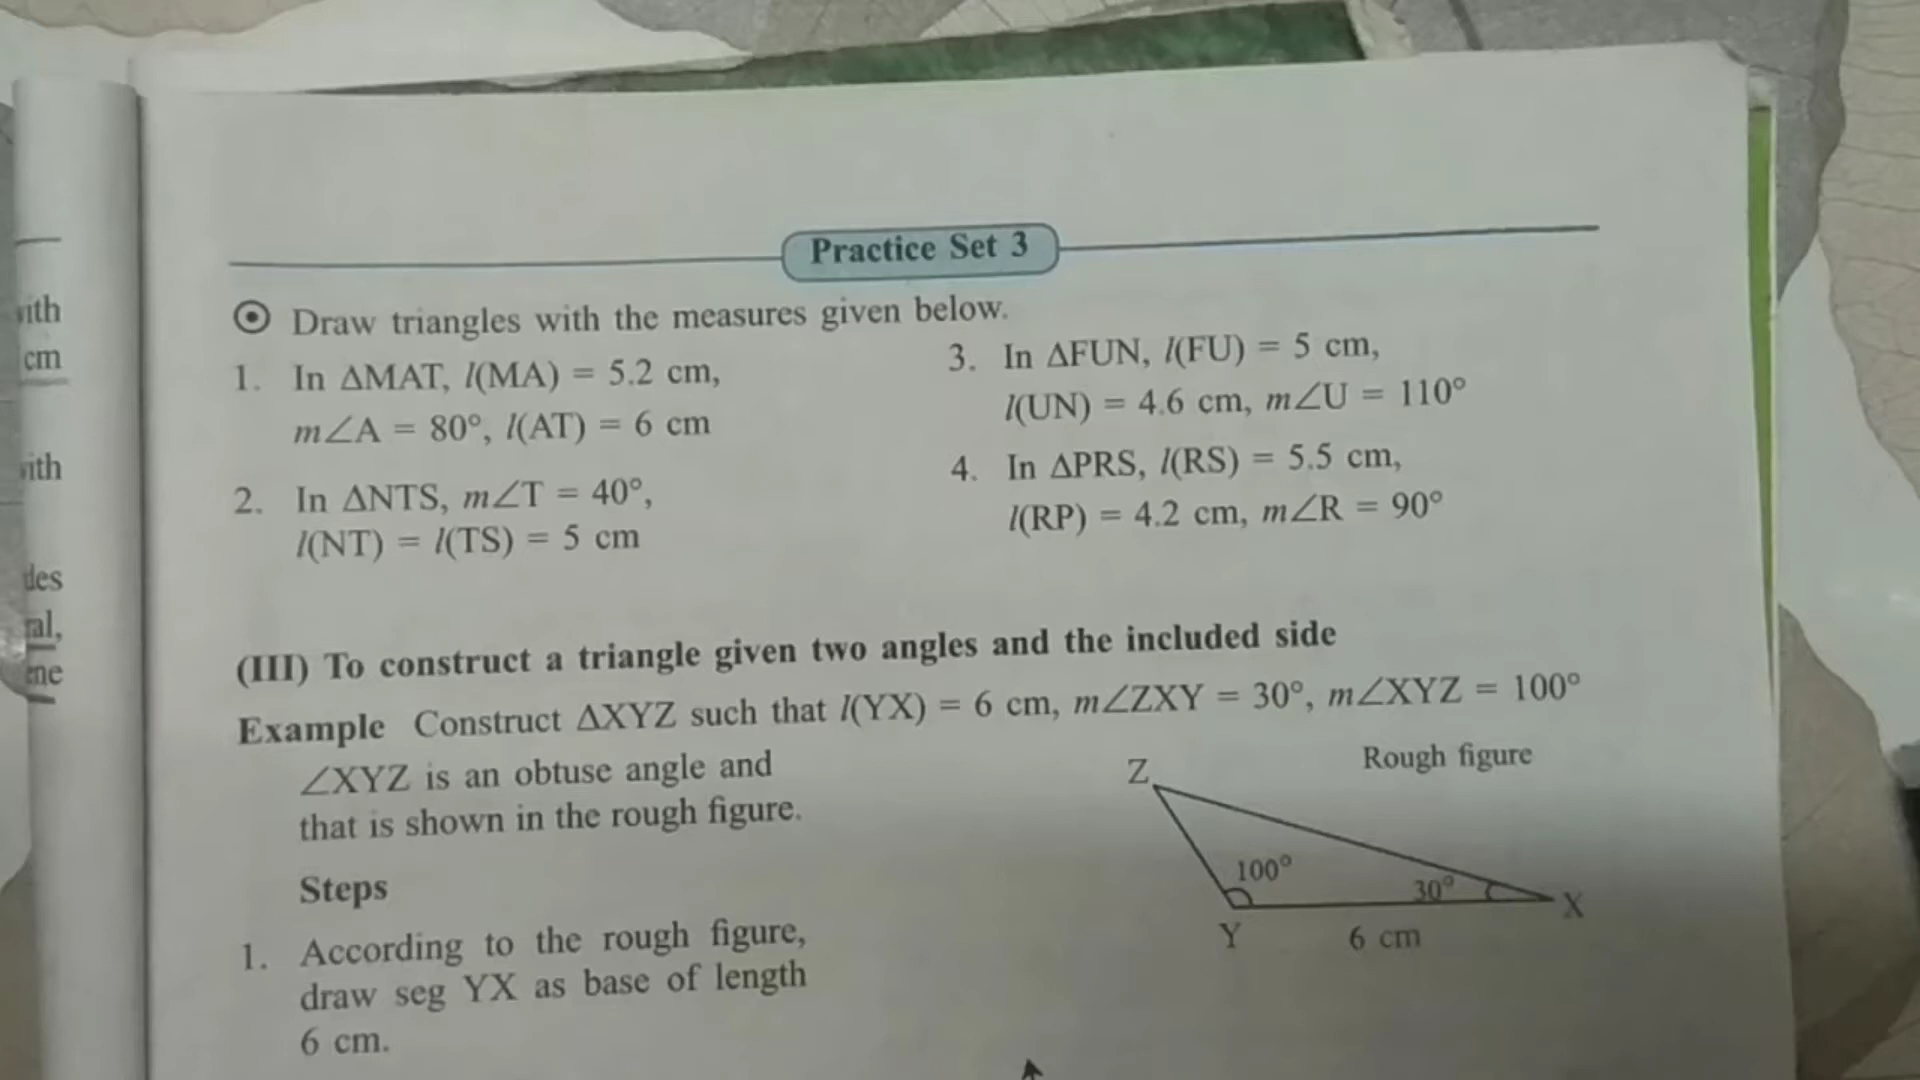 Practice Set 3
Draw triangles with the measures given below.
1. In ΔMAT, l(MA) = 5.2 cm,
m∠A = 80°, l(AT) = 6 cm
2. In ΔNTS, m∠T = 40°,
l(NT) = l(TS) = 5 cm
3. In ΔFUN, l(FU) = 5 cm,
l(UN) = 4.6 cm, m∠U = 110°
4. In ΔPRS, l(RS) = 5.5 cm,
l(RP) = 4.2 cm, m∠R = 90°
(III) To construct a triangle given two angles and the included side
Example Construct ΔXYZ such that l(YX) = 6 cm, m∠ZXY = 30°, m∠XYZ = 100°
∠XYZ is an obtuse angle and
that is shown in the rough figure.
Steps
1. According to the rough figure,
draw seg YX as base of length
6 cm.
Rough figure
Z
100°
30°
X
Y
6 cm
cm